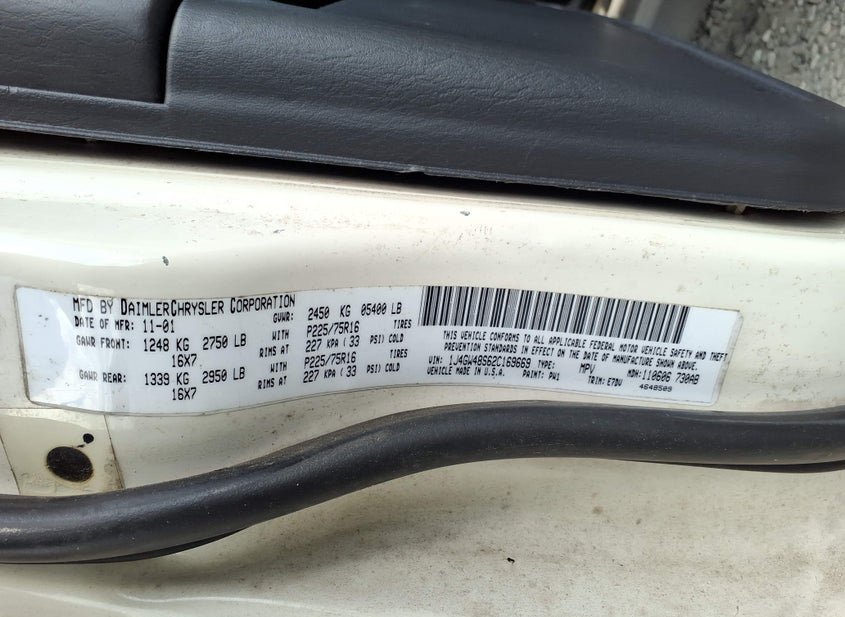 MFD BY DAIMLERCHRYSLER CORPORATION
DATE OF MFR: 11-01 GVWR: 2450 KG 05400 LB
GAWR FRONT: 1248 KG 2750 LB WITH P225/75R16 TIRES
16X7 RIMS AT 227 KPA ( 33 PSI) COLD
GAWR REAR: 1339 KG 2950 LB WITH P225/75R16 TIRES
16X7 RIMS AT 227 KPA ( 33 PSI) COLD
THIS VEHICLE CONFORMS TO ALL APPLICABLE FEDERAL MOTOR VEHICLE SAFETY AND THEFT
PREVENTION STANDARDS IN EFFECT ON THE DATE OF MANUFACTURE SHOWN ABOVE.
VIN: 1J4GW48S62C169669 TYPE: MPV MDH: 110606 730AB
VEHICLE MADE IN U.S.A. PAINT: PW1 TRIM: E7DV 4648509